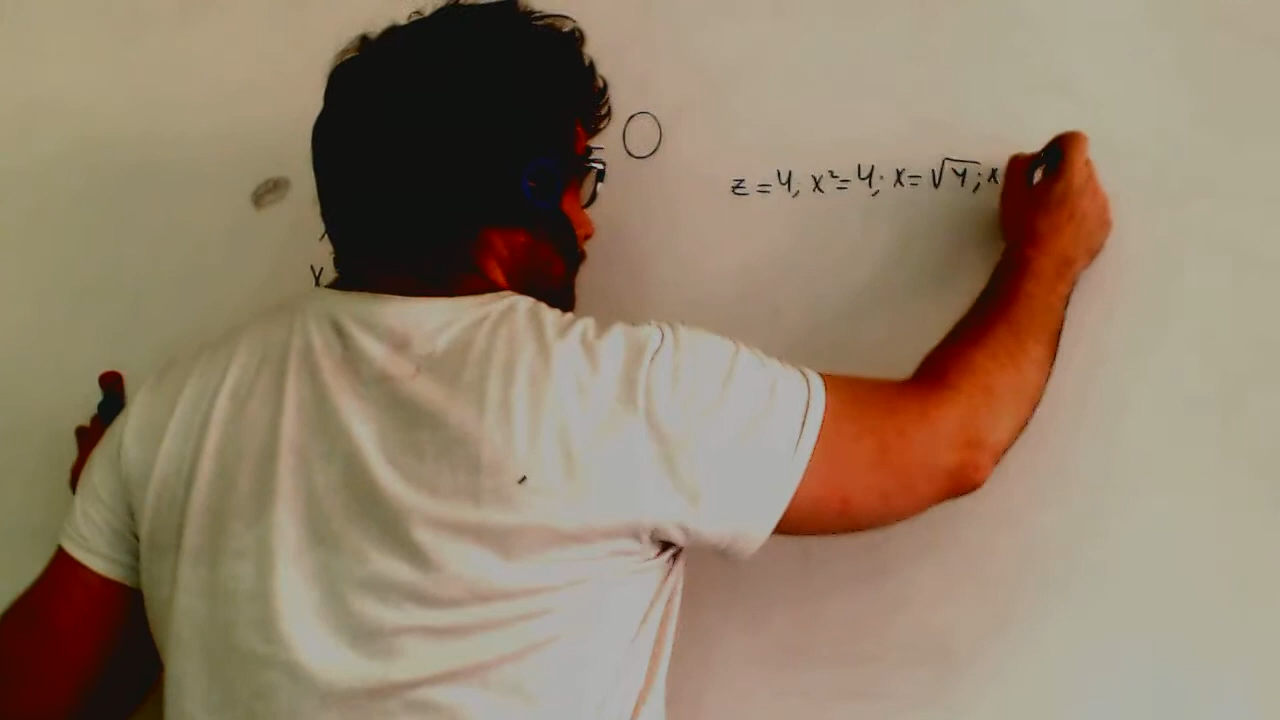 z = 4, x² = 4; x = √4; x